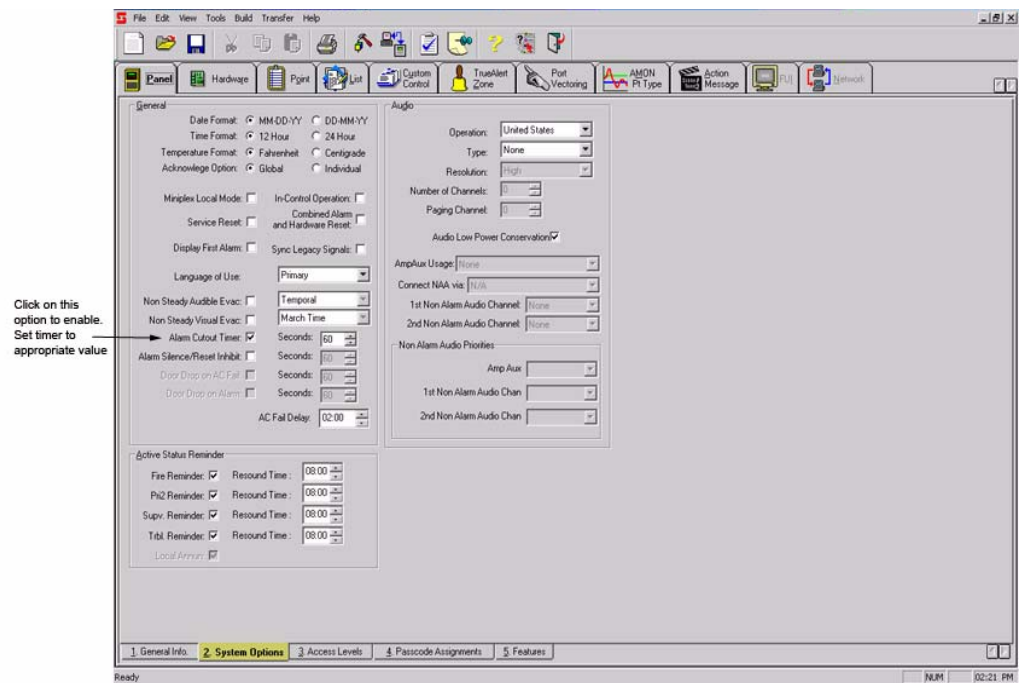 File Edit View Tools Build Transfer Help
Panel Hardware Point List Custom Control TrueAlert Zone Port Vectoring AMON Pt Type Action Message FUI Network
General
Date Format: MM-DD-YY DD-MM-YY
Time Format: 12 Hour 24 Hour
Temperature Format: Fahrenheit Centigrade
Acknowlege Option: Global Individual
Miniplex Local Mode: In-Control Operation:
Service Reset: Combined Alarm and Hardware Reset:
Display First Alarm: Sync Legacy Signals:
Language of Use: Primary
Non Steady Audible Evac: Temporal
Non Steady Visual Evac: March Time
Alarm Cutout Timer: Seconds: 60
Alarm Silence/Reset Inhibit: Seconds: 60
Door Drop on AC Fail: Seconds: 60
Door Drop on Alarm: Seconds: 60
AC Fail Delay: 02:00
Click on this
option to enable.
Set timer to
appropriate value
Active Status Reminder
Fire Reminder: Resound Time : 08:00
Pri2 Reminder: Resound Time : 08:00
Supv. Reminder: Resound Time : 08:00
Trbl. Reminder: Resound Time : 08:00
Local Annun:
Audio
Operation: United States
Type: None
Resolution: High
Number of Channels: 0
Paging Channel: 0
Audio Low Power Conservation:
AmpAux Usage: None
Connect NAA via: N/A
1st Non Alarm Audio Channel: None
2nd Non Alarm Audio Channel: None
Non Alarm Audio Priorities
Amp Aux
1st Non Alarm Audio Chan
2nd Non Alarm Audio Chan
1. General Info. 2. System Options 3. Access Levels 4. Passcode Assignments 5. Features
Ready NUM 02:21 PM